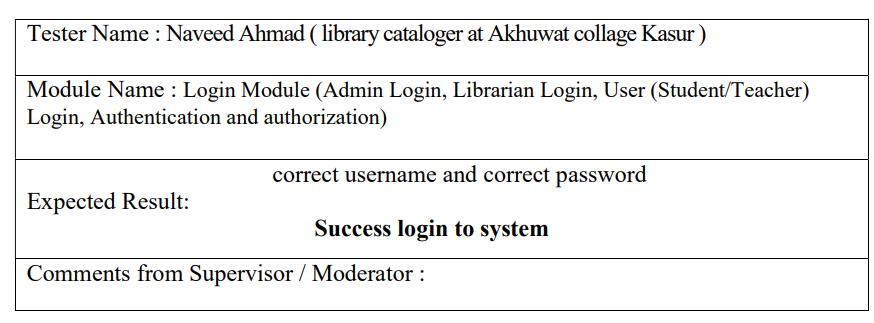 Tester Name : Naveed Ahmad ( library cataloger at Akhuwat collage Kasur )
Module Name : Login Module (Admin Login, Librarian Login, User (Student/Teacher)
Login, Authentication and authorization)
correct username and correct password
Expected Result:
Success login to system
Comments from Supervisor / Moderator :